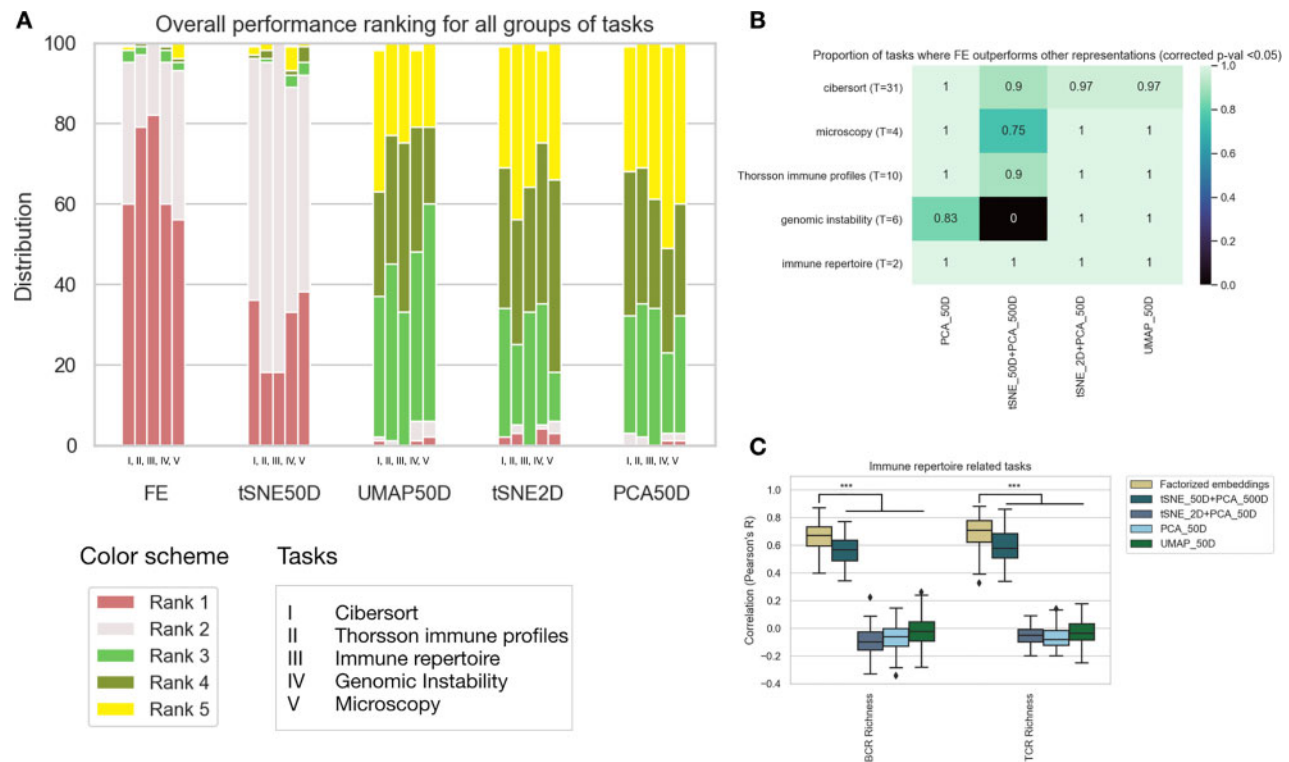 A
Overall performance ranking for all groups of tasks
100
80
60
40
20
0
Distribution
I, II, III, IV, V
I, II, III, IV, V
I, II, III, IV, V
I, II, III, IV, V
I, II, III, IV, V
FE
tSNE50D
UMAP50D
tSNE2D
PCA50D
Color scheme
Rank 1
Rank 2
Rank 3
Rank 4
Rank 5
Tasks
I Cibersort
II Thorsson immune profiles
III Immune repertoire
IV Genomic Instability
V Microscopy
B
Proportion of tasks where FE outperforms other representations (corrected p-val <0.05)
cibersort (T=31) 1 0.9 0.97 0.97
microscopy (T=4) 1 0.75 1 1
Thorsson immune profiles (T=10) 1 0.9 1 1
genomic instability (T=6) 0.83 0 1 1
immune repertoire (T=2) 1 1 1 1
PCA_50D
tSNE_50D+PCA_500D
tSNE_2D+PCA_50D
UMAP_50D
1.0
0.8
0.6
0.4
0.2
0.0
C
Immune repertoire related tasks
1.0
0.8
0.6
0.4
0.2
0.0
−0.2
−0.4
Correlation (Pearson's R)
***
***
BCR Richness
TCR Richness
Factorized embeddings
tSNE_50D+PCA_500D
tSNE_2D+PCA_50D
PCA_50D
UMAP_50D